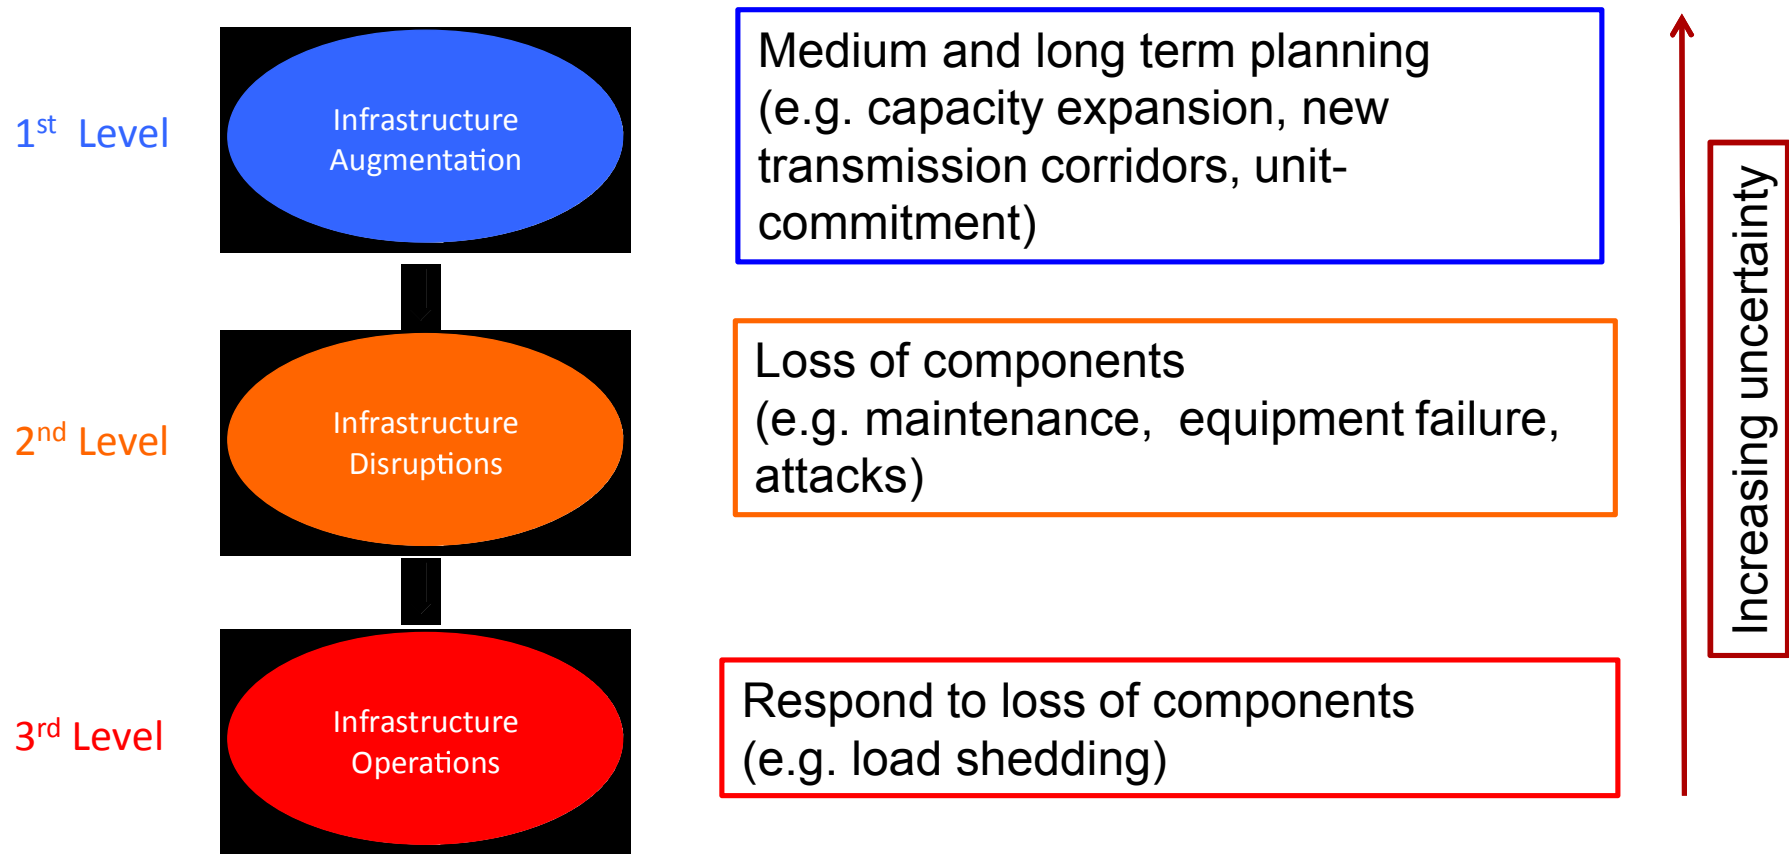 1st Level
Infrastructure
Augmentation
Medium and long term planning
(e.g. capacity expansion, new
transmission corridors, unit-
commitment)
2nd Level
Infrastructure
Disruptions
Loss of components
(e.g. maintenance, equipment failure,
attacks)
3rd Level
Infrastructure
Operations
Respond to loss of components
(e.g. load shedding)
Increasing uncertainty